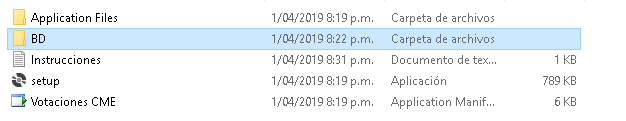 Application Files 1/04/2019 8:19 p.m. Carpeta de archivos
BD 1/04/2019 8:22 p.m. Carpeta de archivos
Instrucciones 1/04/2019 8:31 p.m. Documento de tex... 1 KB
setup 1/04/2019 8:19 p.m. Aplicación 789 KB
Votaciones CME 1/04/2019 8:19 p.m. Application Manif... 6 KB